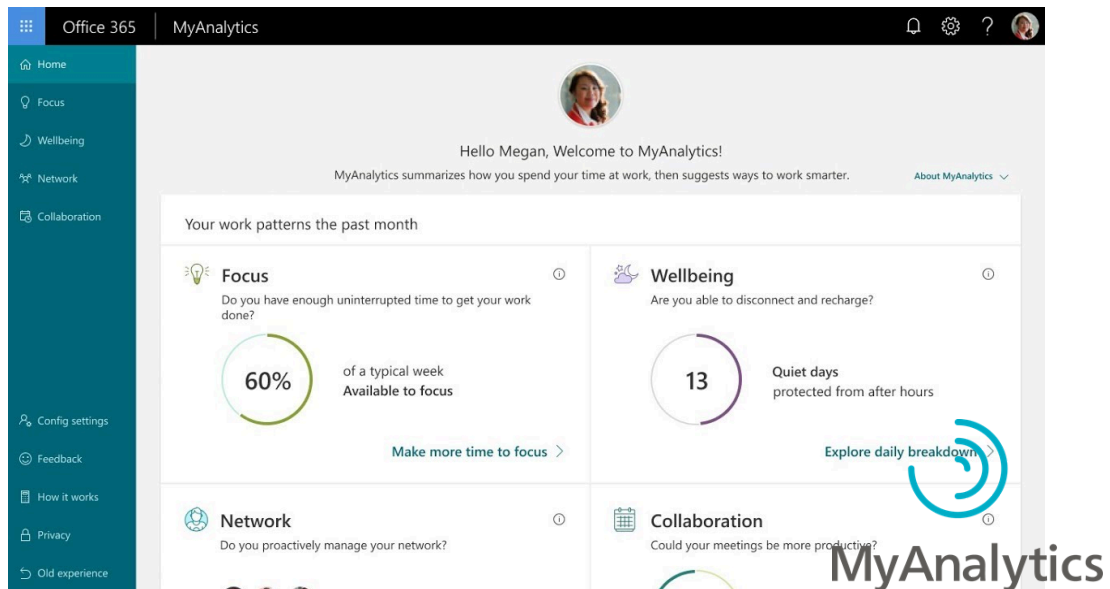 Office 365
MyAnalytics
Home
Focus
Wellbeing
Network
Collaboration
Config settings
Feedback
How it works
Privacy
Old experience
Hello Megan, Welcome to MyAnalytics!
MyAnalytics summarizes how you spend your time at work, then suggests ways to work smarter.
About MyAnalytics
Your work patterns the past month
Focus
Do you have enough uninterrupted time to get your work
done?
60%
of a typical week
Available to focus
Make more time to focus
Wellbeing
Are you able to disconnect and recharge?
13
Quiet days
protected from after hours
Explore daily breakdown
Network
Do you proactively manage your network?
Collaboration
Could your meetings be more productive?
MyAnalytics